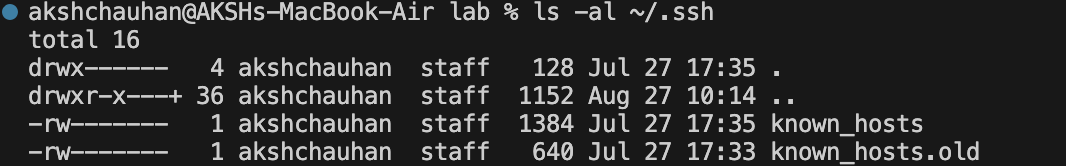 akshchauhan@AKSHs-MacBook-Air lab % ls -al ~/.ssh
total 16
drwx------   4 akshchauhan  staff   128 Jul 27 17:35 .
drwxr-x---+ 36 akshchauhan  staff  1152 Aug 27 10:14 ..
-rw-------   1 akshchauhan  staff  1384 Jul 27 17:35 known_hosts
-rw-------   1 akshchauhan  staff   640 Jul 27 17:33 known_hosts.old